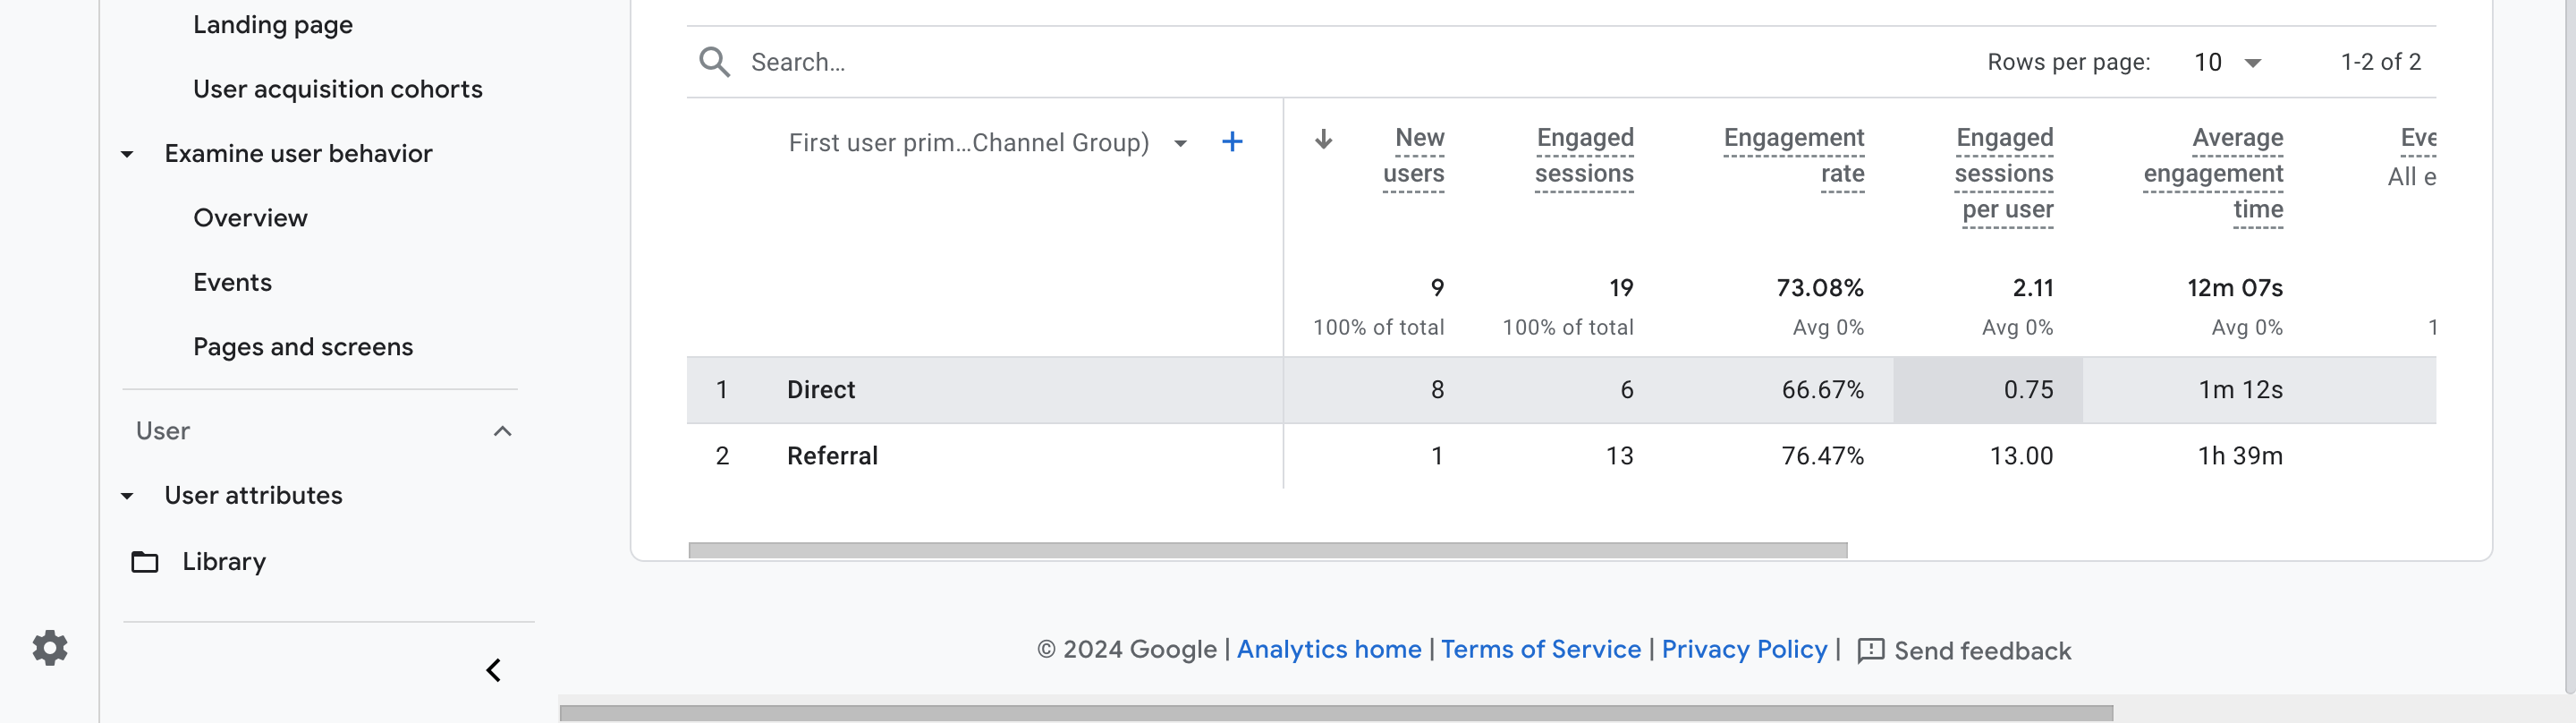 Landing page
User acquisition cohorts
Examine user behavior
Overview
Events
Pages and screens
User
User attributes
Library
Search…
Rows per page: 10 1-2 of 2
First user prim…Channel Group) +
New users
Engaged sessions
Engagement rate
Engaged sessions per user
Average engagement time
Eve
All e
9 19 73.08% 2.11 12m 07s
100% of total 100% of total Avg 0% Avg 0% Avg 0% 1
1 Direct 8 6 66.67% 0.75 1m 12s
2 Referral 1 13 76.47% 13.00 1h 39m
© 2024 Google | Analytics home | Terms of Service | Privacy Policy | Send feedback